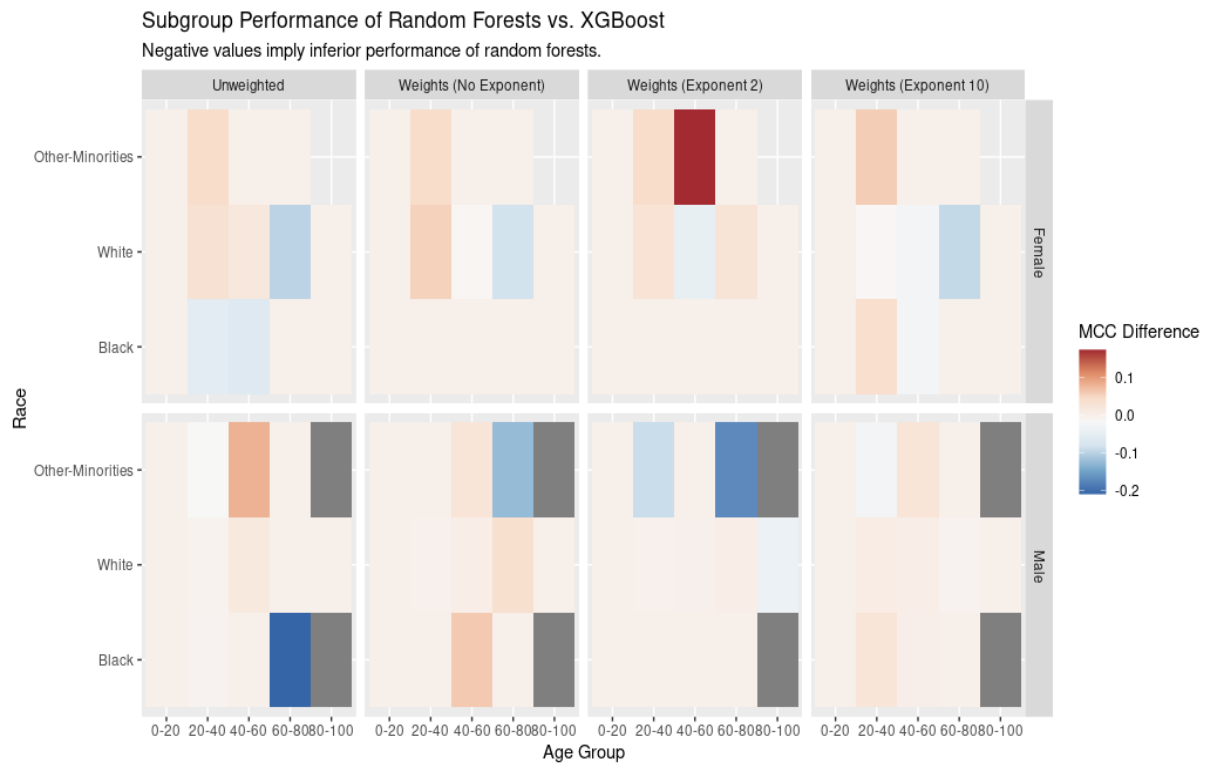 Subgroup Performance of Random Forests vs. XGBoost
Negative values imply inferior performance of random forests.
Unweighted
Weights (No Exponent)
Weights (Exponent 2)
Weights (Exponent 10)
Race
Other-Minorities
White
Black
Female
Other-Minorities
White
Black
Male
0-20 20-40 40-60 60-80 80-100
0-20 20-40 40-60 60-80 80-100
0-20 20-40 40-60 60-80 80-100
0-20 20-40 40-60 60-80 80-100
Age Group
MCC Difference
0.1
0.0
-0.1
-0.2